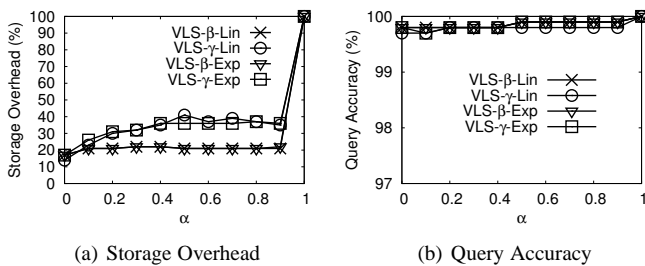 Storage Overhead (%)
100
90
80
70
60
50
40
30
20
10
0
VLS-β-Lin
VLS-γ-Lin
VLS-β-Exp
VLS-γ-Exp
0 0.2 0.4 0.6 0.8 1
α
(a) Storage Overhead
Query Accuracy (%)
100
99
98
97
VLS-β-Lin
VLS-γ-Lin
VLS-β-Exp
VLS-γ-Exp
0 0.2 0.4 0.6 0.8 1
α
(b) Query Accuracy